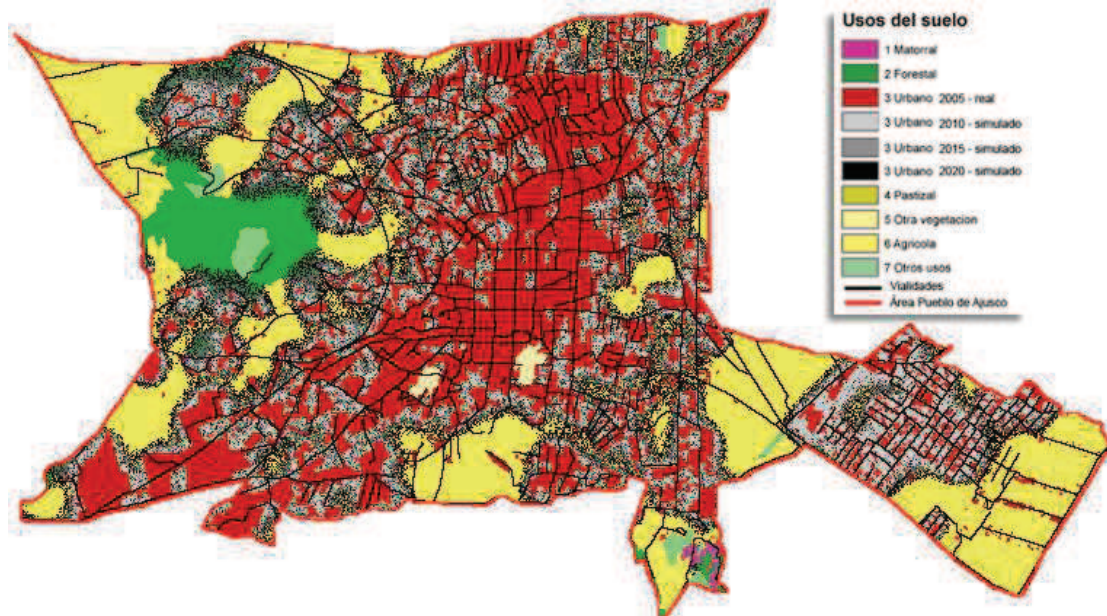 Usos del suelo
1 Matorral
2 Forestal
3 Urbano 2005 - real
3 Urbano 2010 - simulado
3 Urbano 2015 - simulado
3 Urbano 2020 - simulado
4 Pastizal
5 Otra vegetacion
6 Agricola
7 Otros usos
Vialidades
Área Pueblo de Ajusco